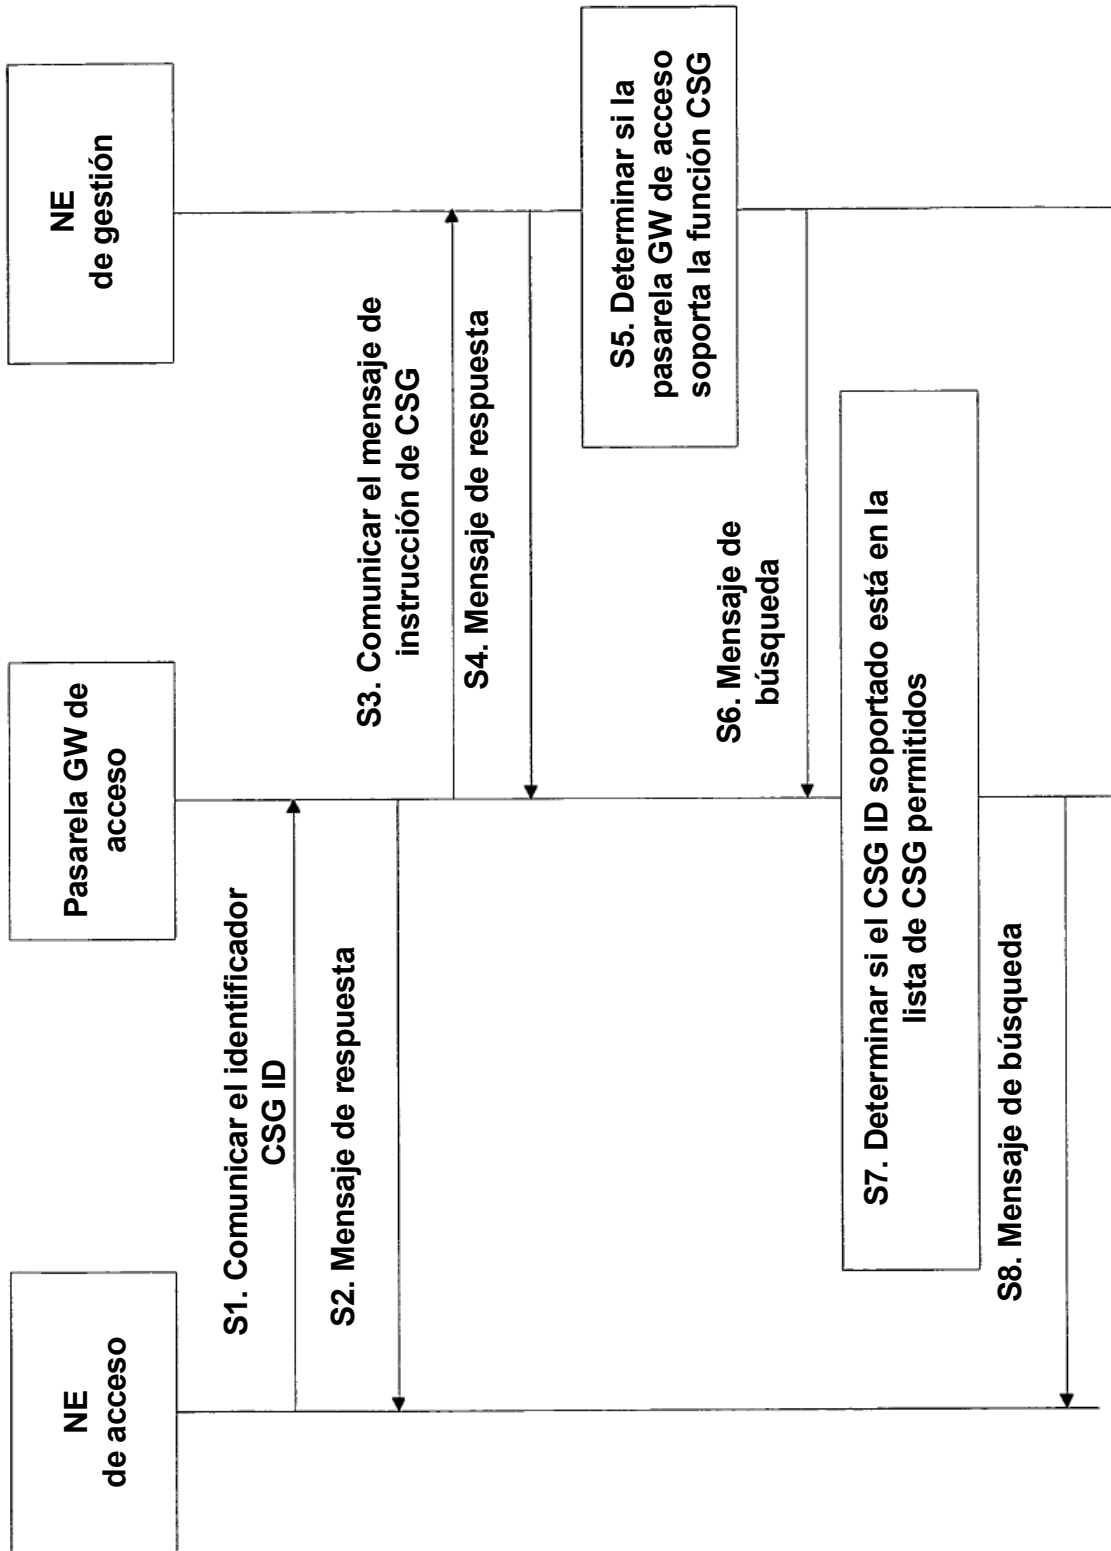 NE
de acceso
Pasarela GW de
acceso
NE
de gestión
S1. Comunicar el identificador
CSG ID
S2. Mensaje de respuesta
S3. Comunicar el mensaje de
instrucción de CSG
S4. Mensaje de respuesta
S5. Determinar si la
pasarela GW de acceso
soporta la función CSG
S6. Mensaje de
búsqueda
S7. Determinar si el CSG ID soportado está en la
lista de CSG permitidos
S8. Mensaje de búsqueda